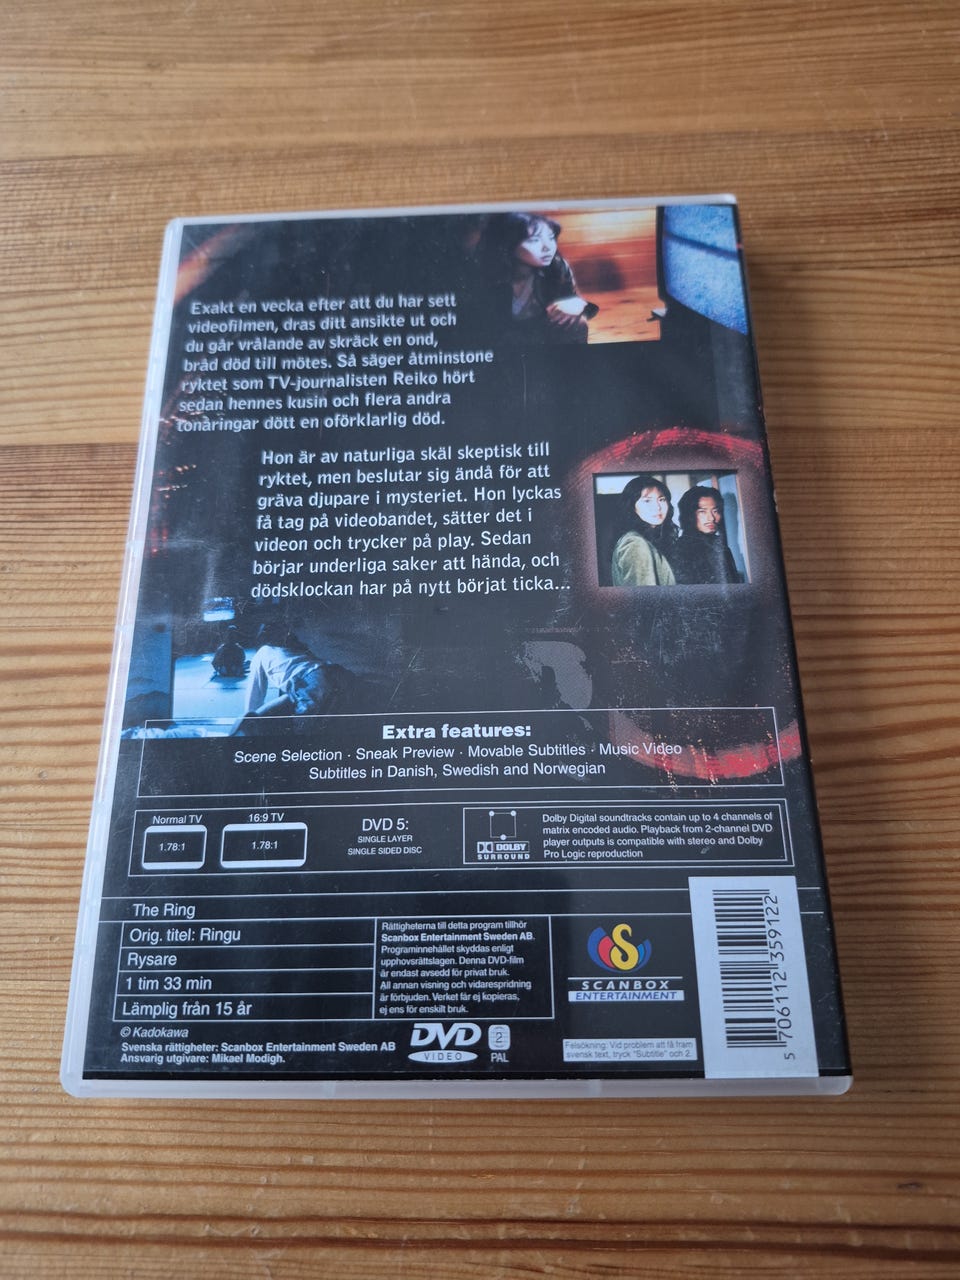 Exakt en vecka efter att du har sett
videofilmen, dras ditt ansikte ut och
du går vrålande av skräck en ond,
bråd död till mötes. Så säger åtminstone
ryktet som TV-journalisten Reiko hört
sedan hennes kusin och flera andra
tonåringar dött en oförklarlig död.
Hon är av naturliga skäl skeptisk till
ryktet, men beslutar sig ändå för att
gräva djupare i mysteriet. Hon lyckas
få tag på videobandet, sätter det i
videon och trycker på play. Sedan
börjar underliga saker att hända, och
dödsklockan har på nytt börjat ticka...
Extra features:
Scene Selection · Sneak Preview · Movable Subtitles · Music Video
Subtitles in Danish, Swedish and Norwegian
Normal TV
1.78:1
16:9 TV
1.78:1
DVD 5:
SINGLE LAYER
SINGLE SIDED DISC
DOLBY
SURROUND
Dolby Digital soundtracks contain up to 4 channels of
matrix encoded audio. Playback from 2-channel DVD
player outputs is compatible with stereo and Dolby
Pro Logic reproduction
The Ring
Orig. titel: Ringu
Rysare
1 tim 33 min
Lämplig från 15 år
Rättigheterna till detta program tillhör
Scanbox Entertainment Sweden AB.
Programinnehållet skyddas enligt
upphovsrättslagen. Denna DVD-film
är endast avsedd för privat bruk.
All annan visning och vidarespridning
är förbjuden. Verket får ej kopieras,
ej ens för enskilt bruk.
S
SCANBOX
ENTERTAINMENT
© Kadokawa
Svenska rättigheter: Scanbox Entertainment Sweden AB
Ansvarig utgivare: Mikael Modigh.
DVD
VIDEO
2
PAL
Felsökning: Vid problem att få fram
svensk text, tryck "Subtitle" och 2.
5 706112 359122